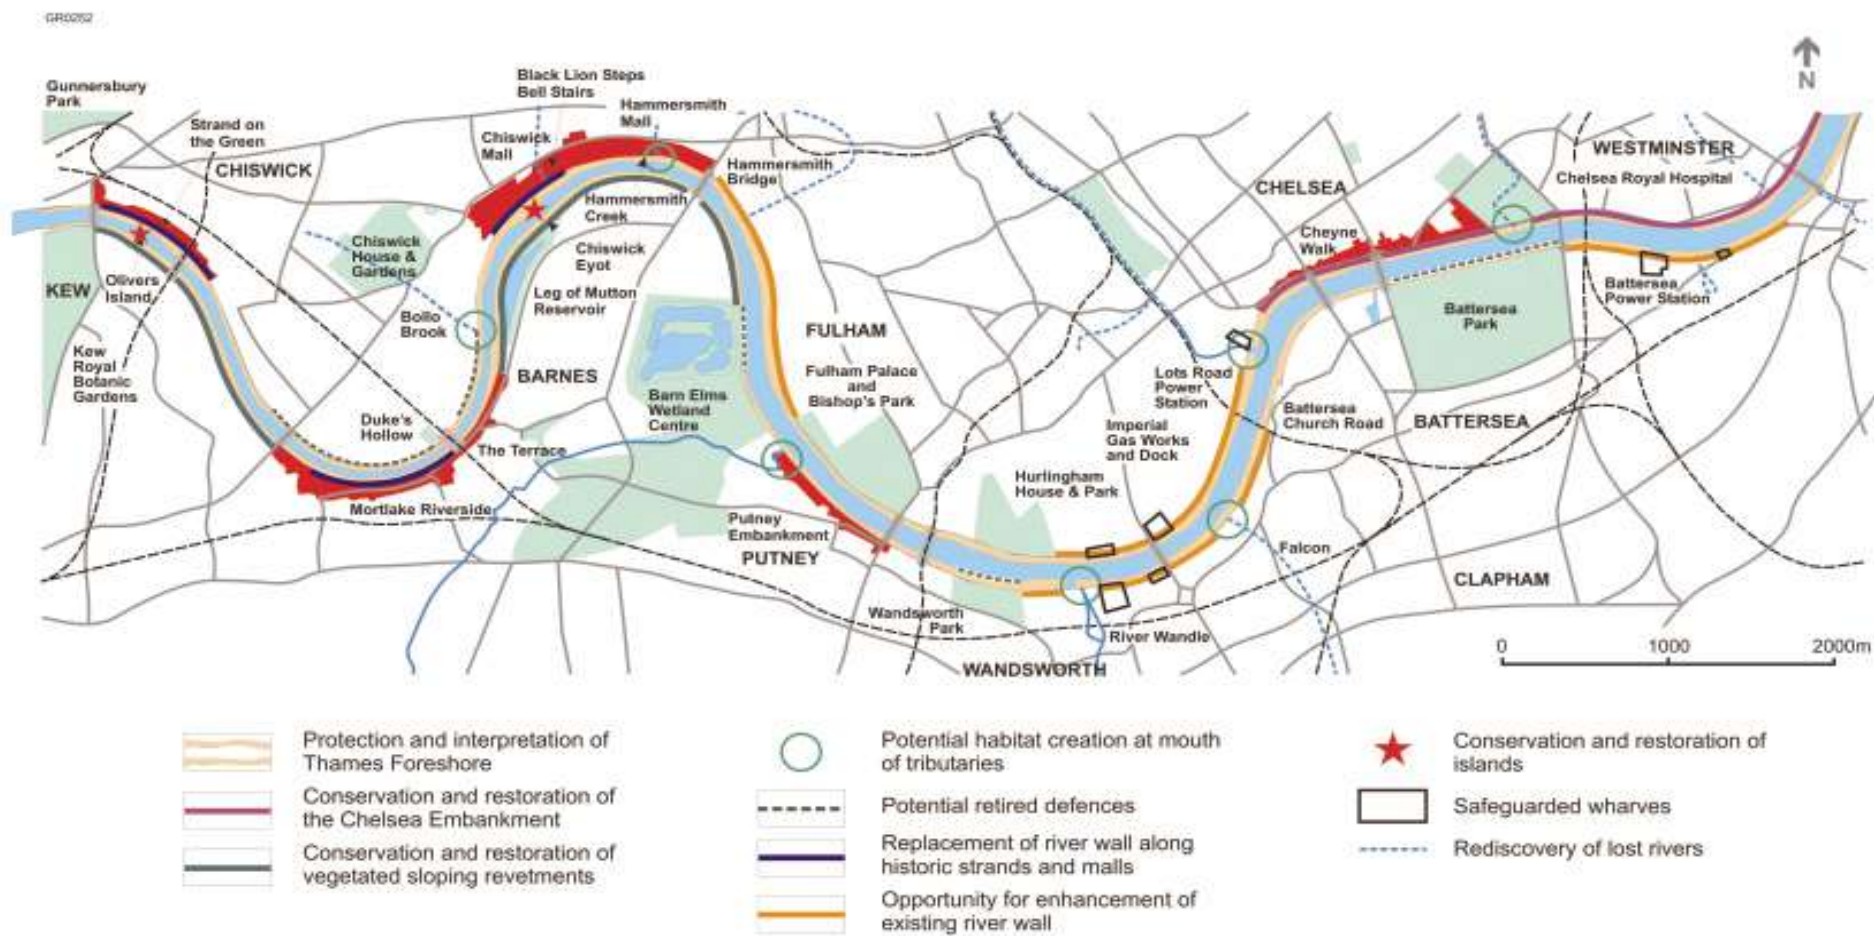 GR0252
Gunnersbury
Park
Strand on
the Green
CHISWICK
Black Lion Steps
Bell Stairs
Hammersmith
Mall
Chiswick
Mall
Hammersmith
Bridge
Hammersmith
Creek
Chiswick
Eyot
Chiswick
House &
Gardens
Leg of Mutton
Reservoir
KEW
Olivers
Island
Bollo
Brook
Kew
Royal
Botanic
Gardens
BARNES
Duke's
Hollow
The Terrace
Mortlake Riverside
Barn Elms
Wetland
Centre
FULHAM
Fulham Palace
and
Bishop's Park
Putney
Embankment
PUTNEY
Hurlingham
House & Park
Imperial
Gas Works
and Dock
Lots Road
Power
Station
Wandsworth
Park
River Wandle
WANDSWORTH
CHELSEA
Cheyne
Walk
WESTMINSTER
Chelsea Royal Hospital
Battersea
Power Station
Battersea
Park
Battersea
Church Road
BATTERSEA
Falcon
CLAPHAM
N
0 1000 2000m
Protection and interpretation of
Thames Foreshore
Conservation and restoration of
the Chelsea Embankment
Conservation and restoration of
vegetated sloping revetments
Potential habitat creation at mouth
of tributaries
Potential retired defences
Replacement of river wall along
historic strands and malls
Opportunity for enhancement of
existing river wall
Conservation and restoration of
islands
Safeguarded wharves
Rediscovery of lost rivers